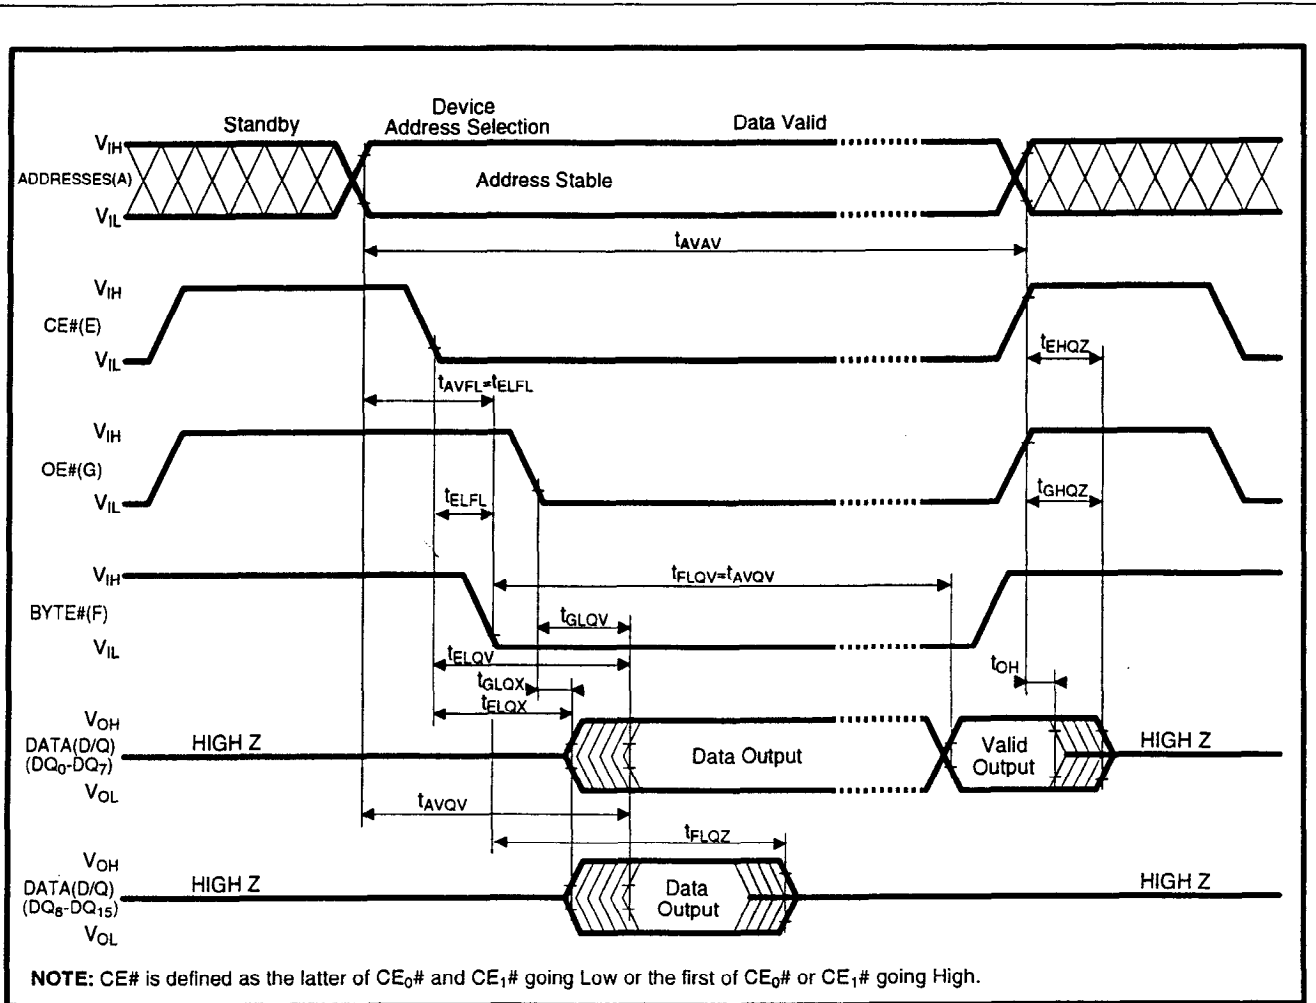 Device
Standby Address Selection Data Valid
VIH
ADDRESSES(A) Address Stable
VIL
tAVAV
VIH
CE#(E)
VIL
tEHQZ
tAVFL=tELFL
VIH
OE#(G)
VIL
tELFL
tGHQZ
VIH
tFLQV=tAVQV
BYTE#(F)
tGLQV
VIL
tELQV
tOH
tGLQX
tELQX
VOH
DATA(D/Q) HIGH Z Data Output Valid Output HIGH Z
(DQ0-DQ7)
VOL
tAVQV
tFLQZ
VOH
DATA(D/Q) HIGH Z Data Output HIGH Z
(DQ8-DQ15)
VOL
NOTE: CE# is defined as the latter of CE0# and CE1# going Low or the first of CE0# or CE1# going High.